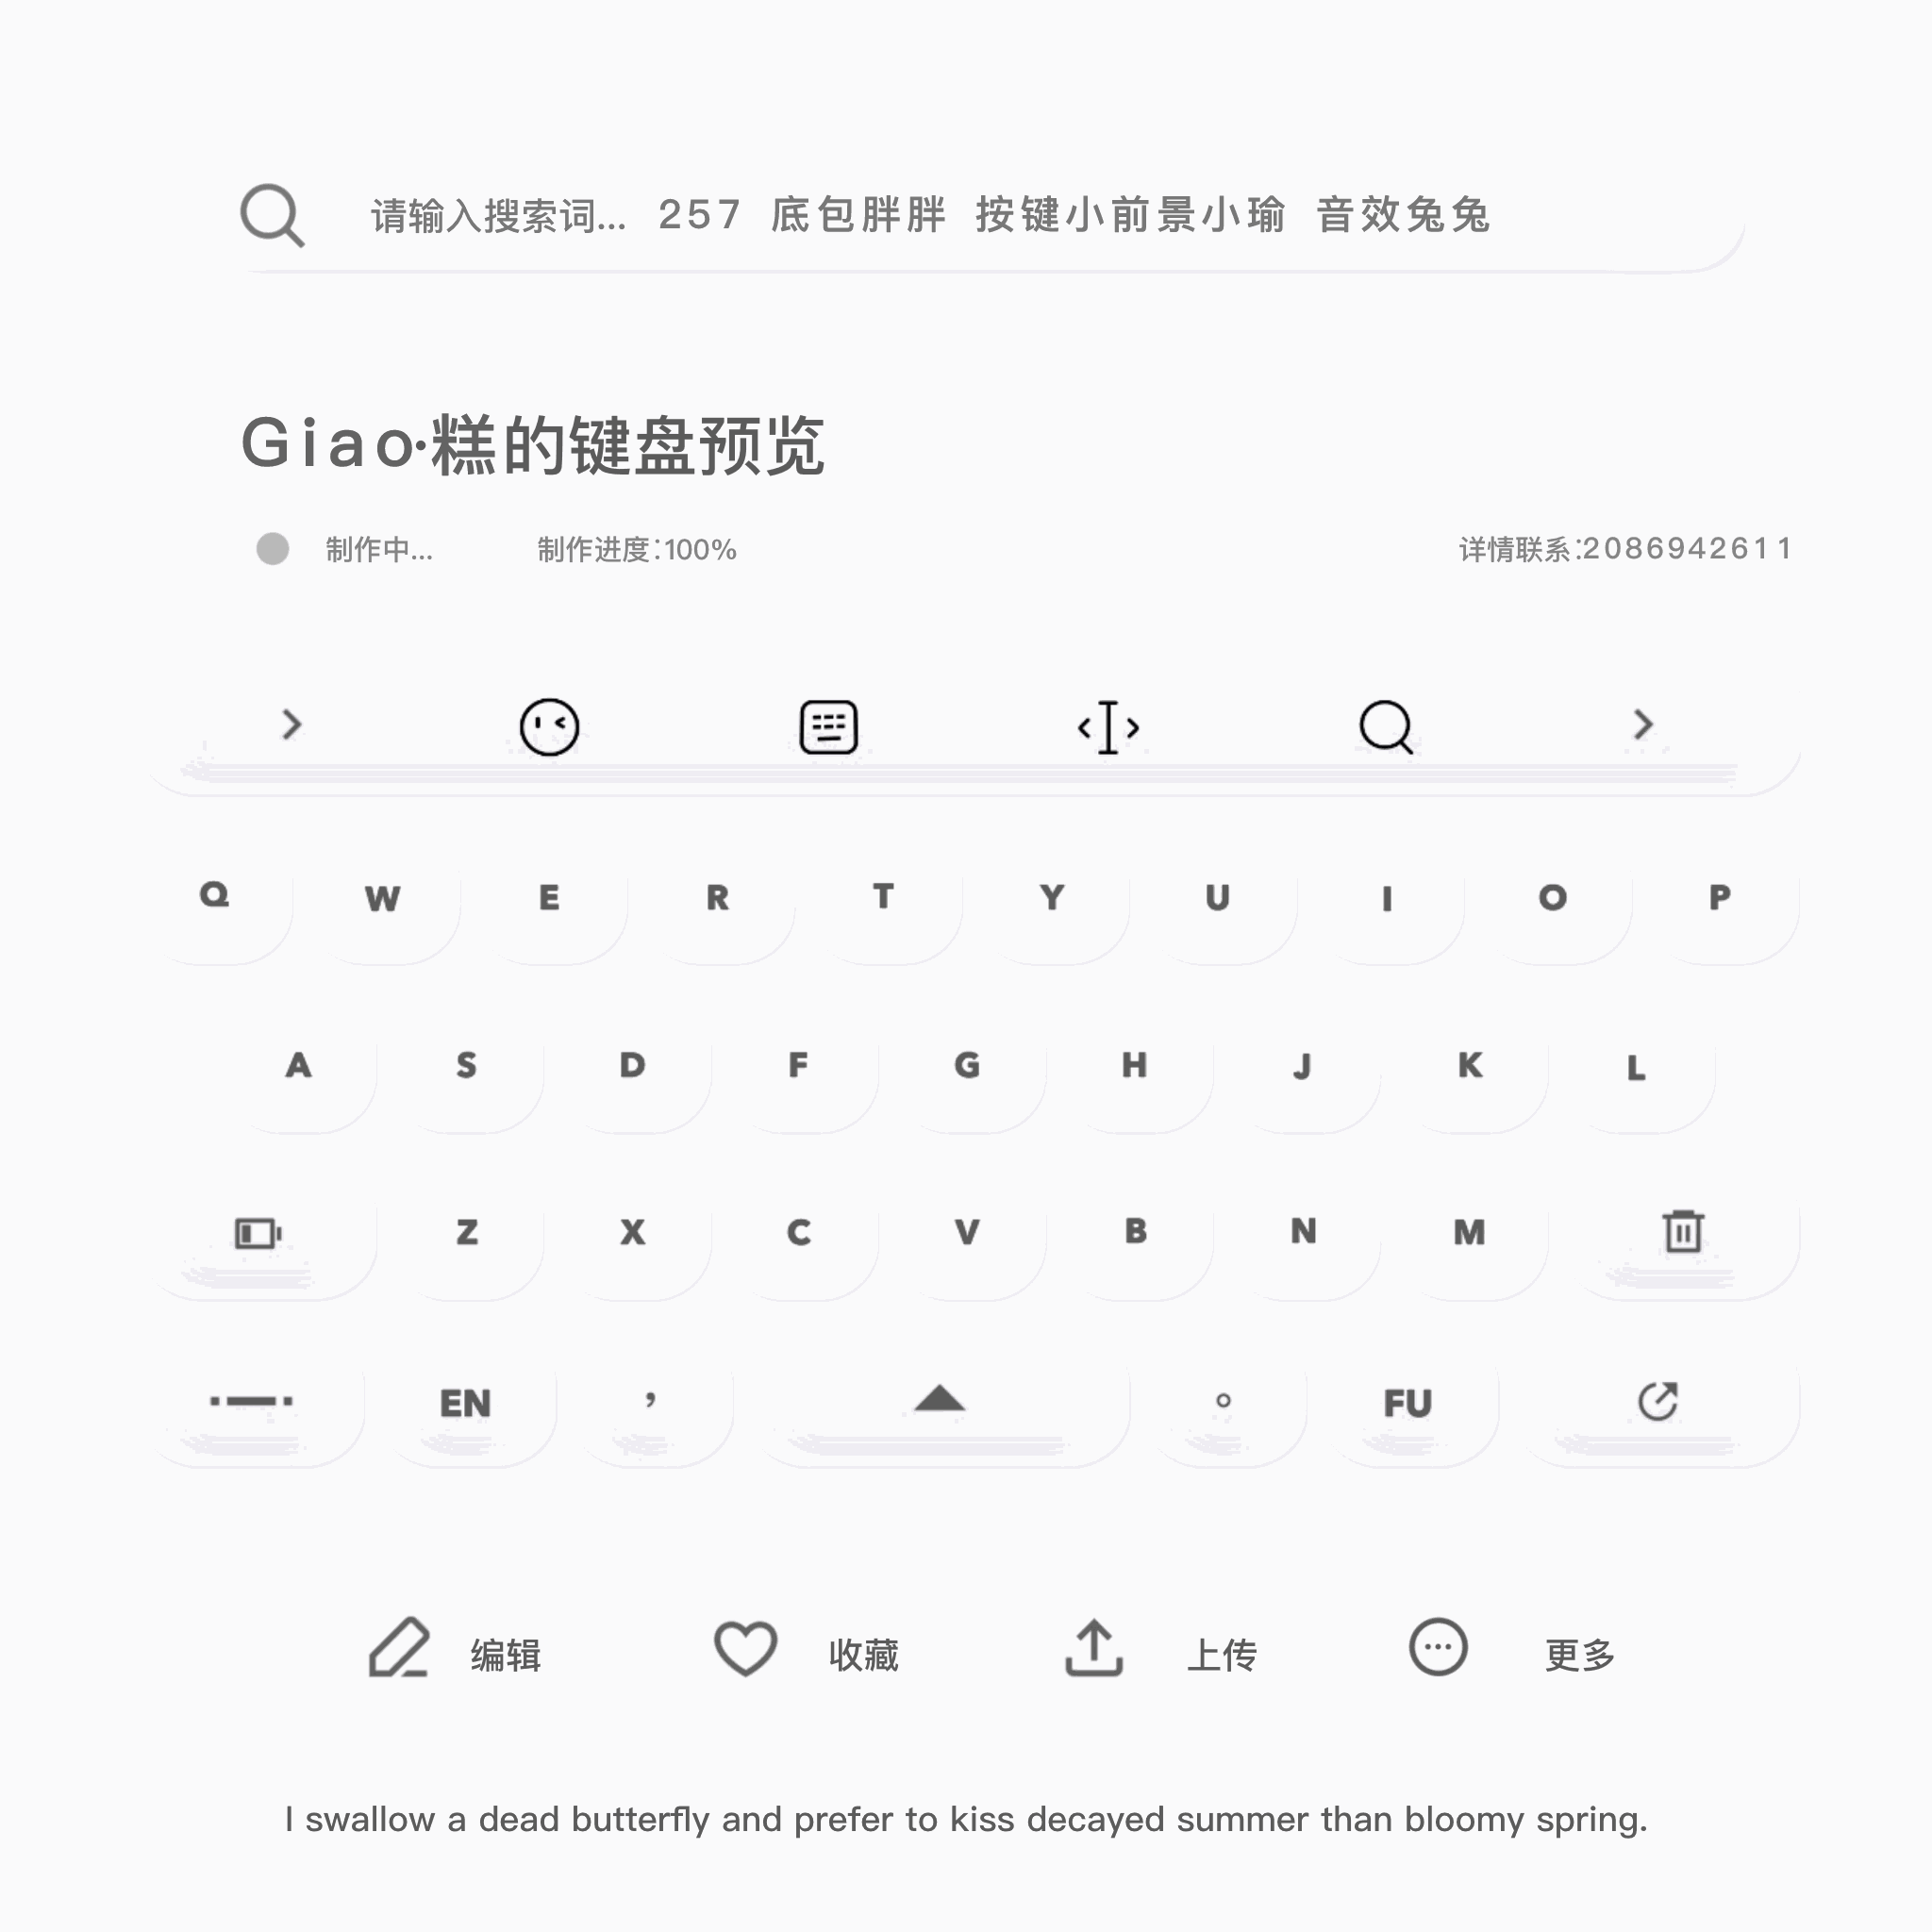 请输入搜索词... 257 底包胖胖 按键小前景小瑜 音效兔兔
Giao·糕的键盘预览
制作中... 制作进度:100% 详情联系:2086942611
Q W E R T Y U I O P
A S D F G H J K L
Z X C V B N M
EN , 。 FU
编辑 收藏 上传 更多
I swallow a dead butterfly and prefer to kiss decayed summer than bloomy spring.